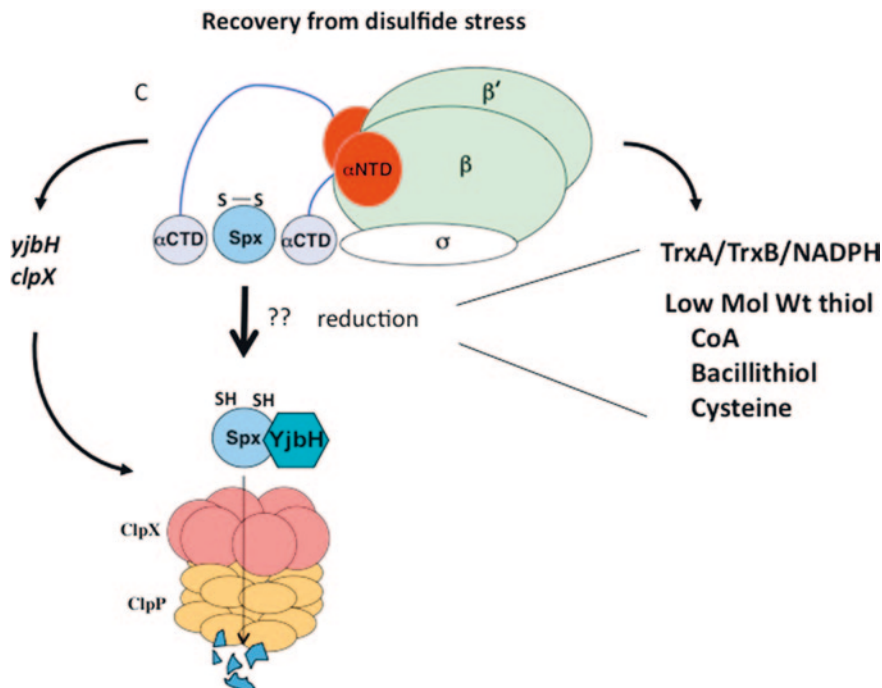 Recovery from disulfide stress
C
β'
αNTD
β
S — S
αCTD
Spx
αCTD
σ
yjbH
clpX
TrxA/TrxB/NADPH
?? reduction
Low Mol Wt thiol
CoA
Bacillithiol
Cysteine
SH SH
Spx
YjbH
ClpX
ClpP